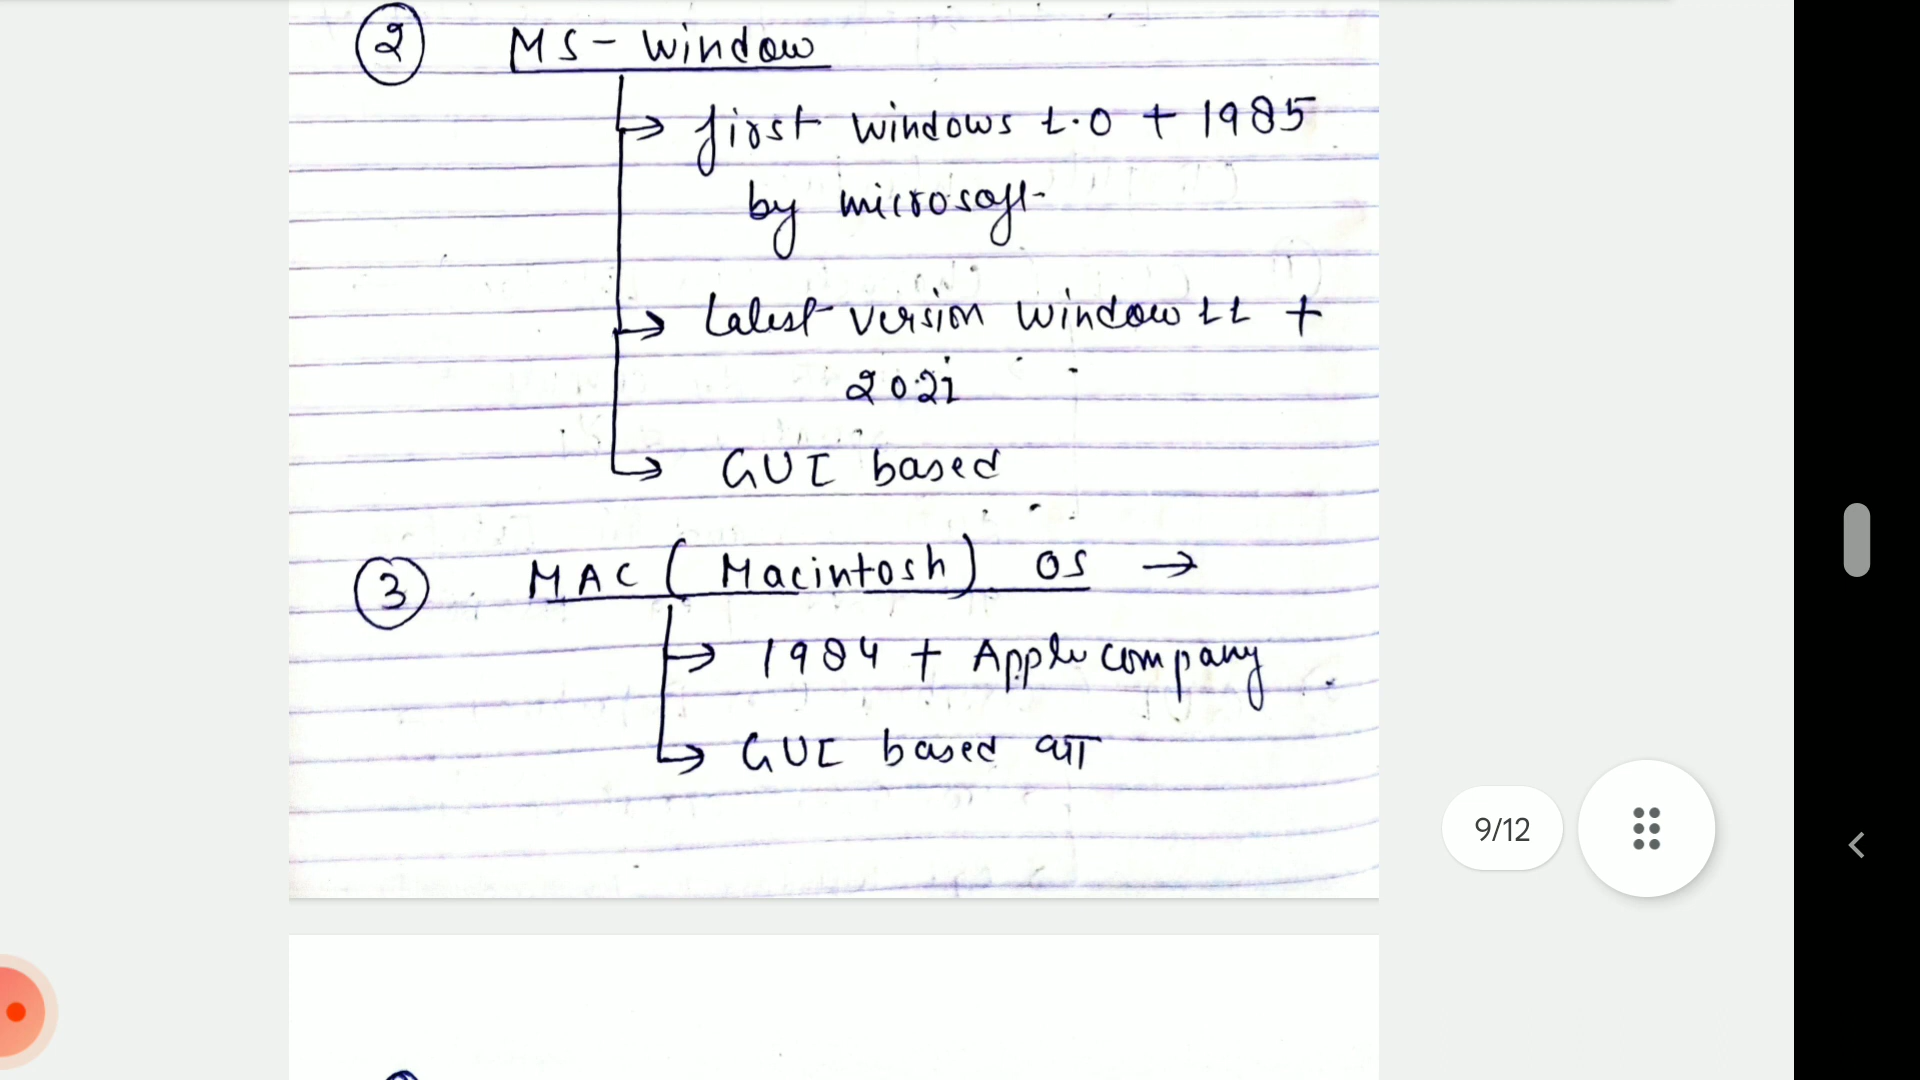 2 MS - Window
→ first windows 1.0 + 1985
by microsoft
→ Latest version window 11 +
2021
→ GUI based
3 MAC (Macintosh) OS →
→ 1984 + Apple company
→ GUI based था
9/12